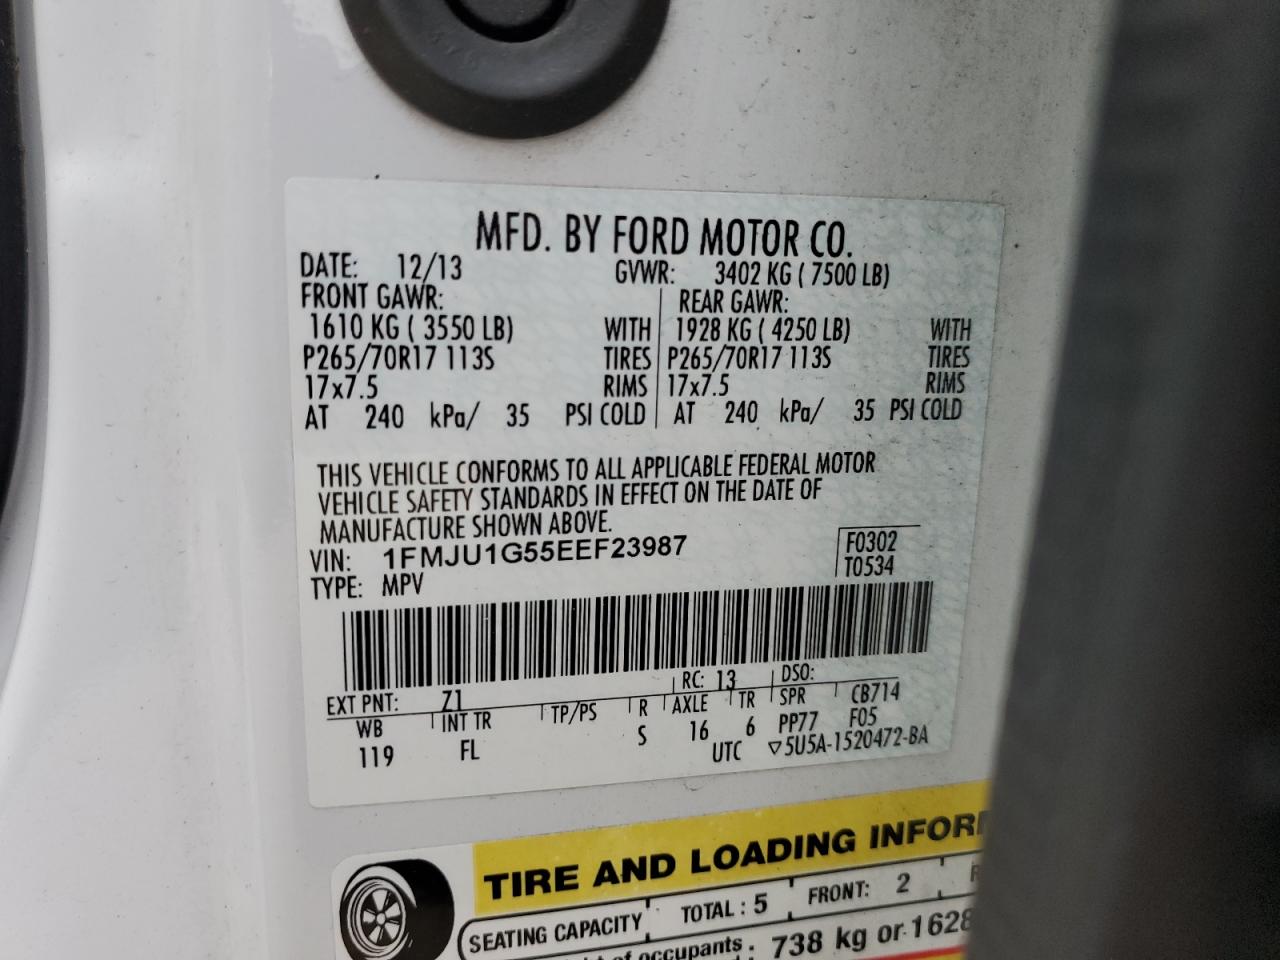 MFD. BY FORD MOTOR CO.
DATE: 12/13 GVWR: 3402 KG ( 7500 LB)
FRONT GAWR: REAR GAWR:
1610 KG ( 3550 LB) WITH 1928 KG ( 4250 LB) WITH
P265/70R17 113S TIRES P265/70R17 113S TIRES
17x7.5 RIMS 17x7.5 RIMS
AT 240 kPa/ 35 PSI COLD AT 240 kPa/ 35 PSI COLD
THIS VEHICLE CONFORMS TO ALL APPLICABLE FEDERAL MOTOR
VEHICLE SAFETY STANDARDS IN EFFECT ON THE DATE OF
MANUFACTURE SHOWN ABOVE.
VIN: 1FMJU1G55EEF23987 F0302
TYPE: MPV T0534
EXT PNT: Z1 RC: 13 DSO:
WB INT TR TP/PS R AXLE TR SPR CB714
119 FL S 16 6 PP77 F05
UTC ▽5U5A-1520472-BA
TIRE AND LOADING INFOR
SEATING CAPACITY TOTAL : 5 FRONT: 2 R
of occupants : 738 kg or 1628